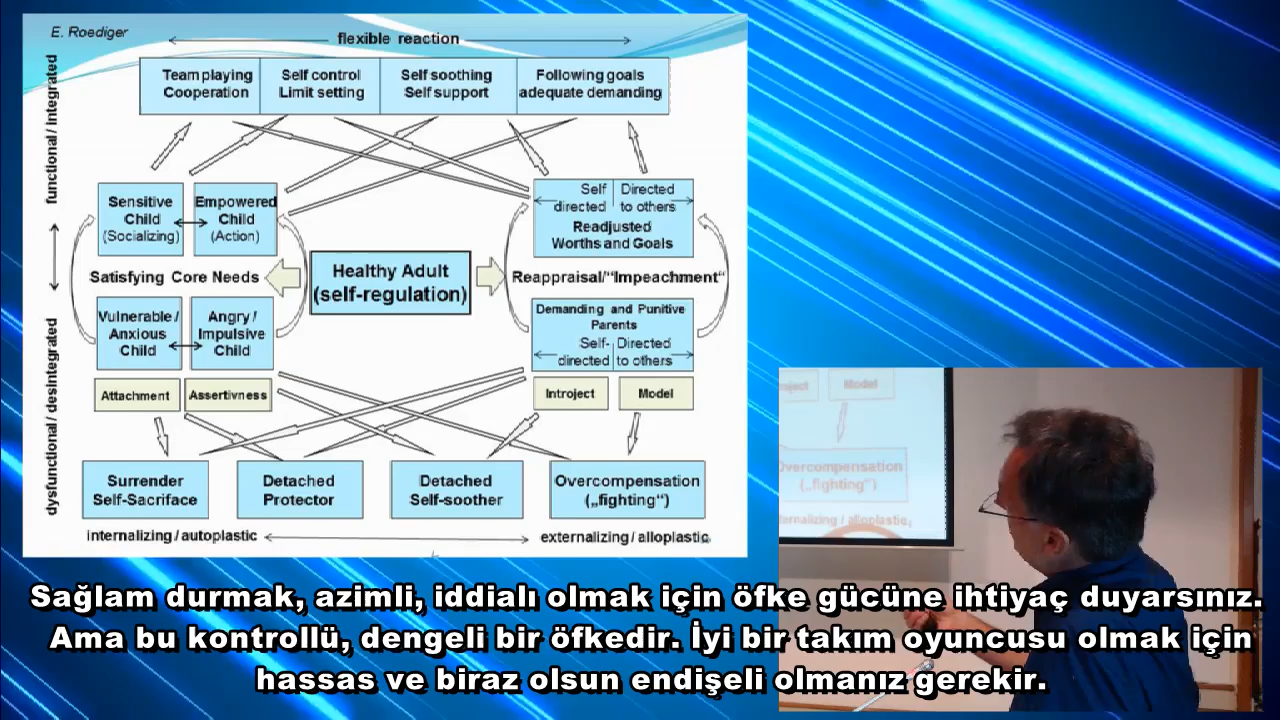 E. Roediger
flexible reaction
functional / integrated
dysfunctional / desintegrated
Team playing
Cooperation
Self control
Limit setting
Self soothing
Self support
Following goals
adequate demanding
Sensitive
Child
(Socializing)
Empowered
Child
(Action)
Self
directed
Directed
to others
Readjusted
Worths and Goals
Satisfying Core Needs
Healthy Adult
(self-regulation)
Reappraisal/"Impeachment"
Vulnerable /
Anxious
Child
Angry /
Impulsive
Child
Demanding and Punitive
Parents
Self-
directed
Directed
to others
Attachment
Assertivness
Introject
Model
Surrender
Self-Sacriface
Detached
Protector
Detached
Self-soother
Overcompensation
(„fighting“)
internalizing / autoplastic
externalizing / alloplastic
Model
Overcompensation
(„fighting“)
Sağlam durmak, azimli, iddialı olmak için öfke gücüne ihtiyaç duyarsınız.
Ama bu kontrollü, dengeli bir öfkedir. İyi bir takım oyuncusu olmak için
hassas ve biraz olsun endişeli olmanız gerekir.